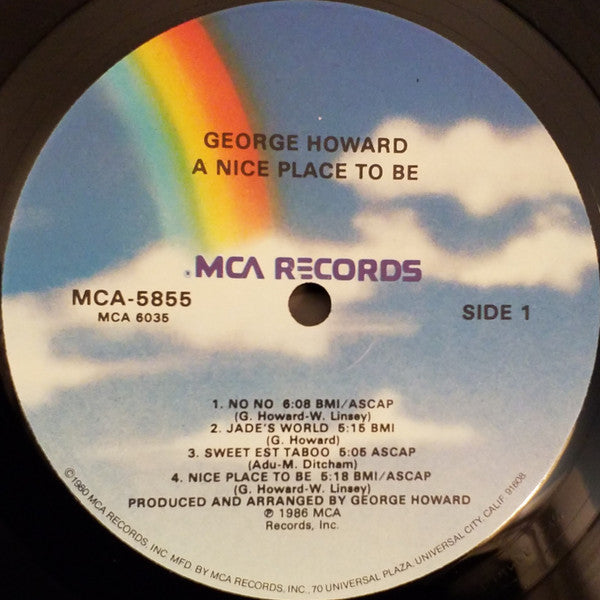 GEORGE HOWARD
A NICE PLACE TO BE
MCA RECORDS
MCA-5855
MCA 6035
SIDE 1
1. NO NO 6:08 BMI/ASCAP
(G. Howard-W. Linsey)
2. JADE'S WORLD 5:15 BMI
(G. Howard)
3. SWEET EST TABOO 5:05 ASCAP
(Adu-M. Ditcham)
4. NICE PLACE TO BE 5:18 BMI/ASCAP
(G. Howard-W. Linsey)
PRODUCED AND ARRANGED BY GEORGE HOWARD
℗ 1986 MCA
Records, Inc.
©1980 MCA RECORDS, INC. MFD. BY MCA RECORDS, INC., 70 UNIVERSAL PLAZA, UNIVERSAL CITY, CALIF. 91608